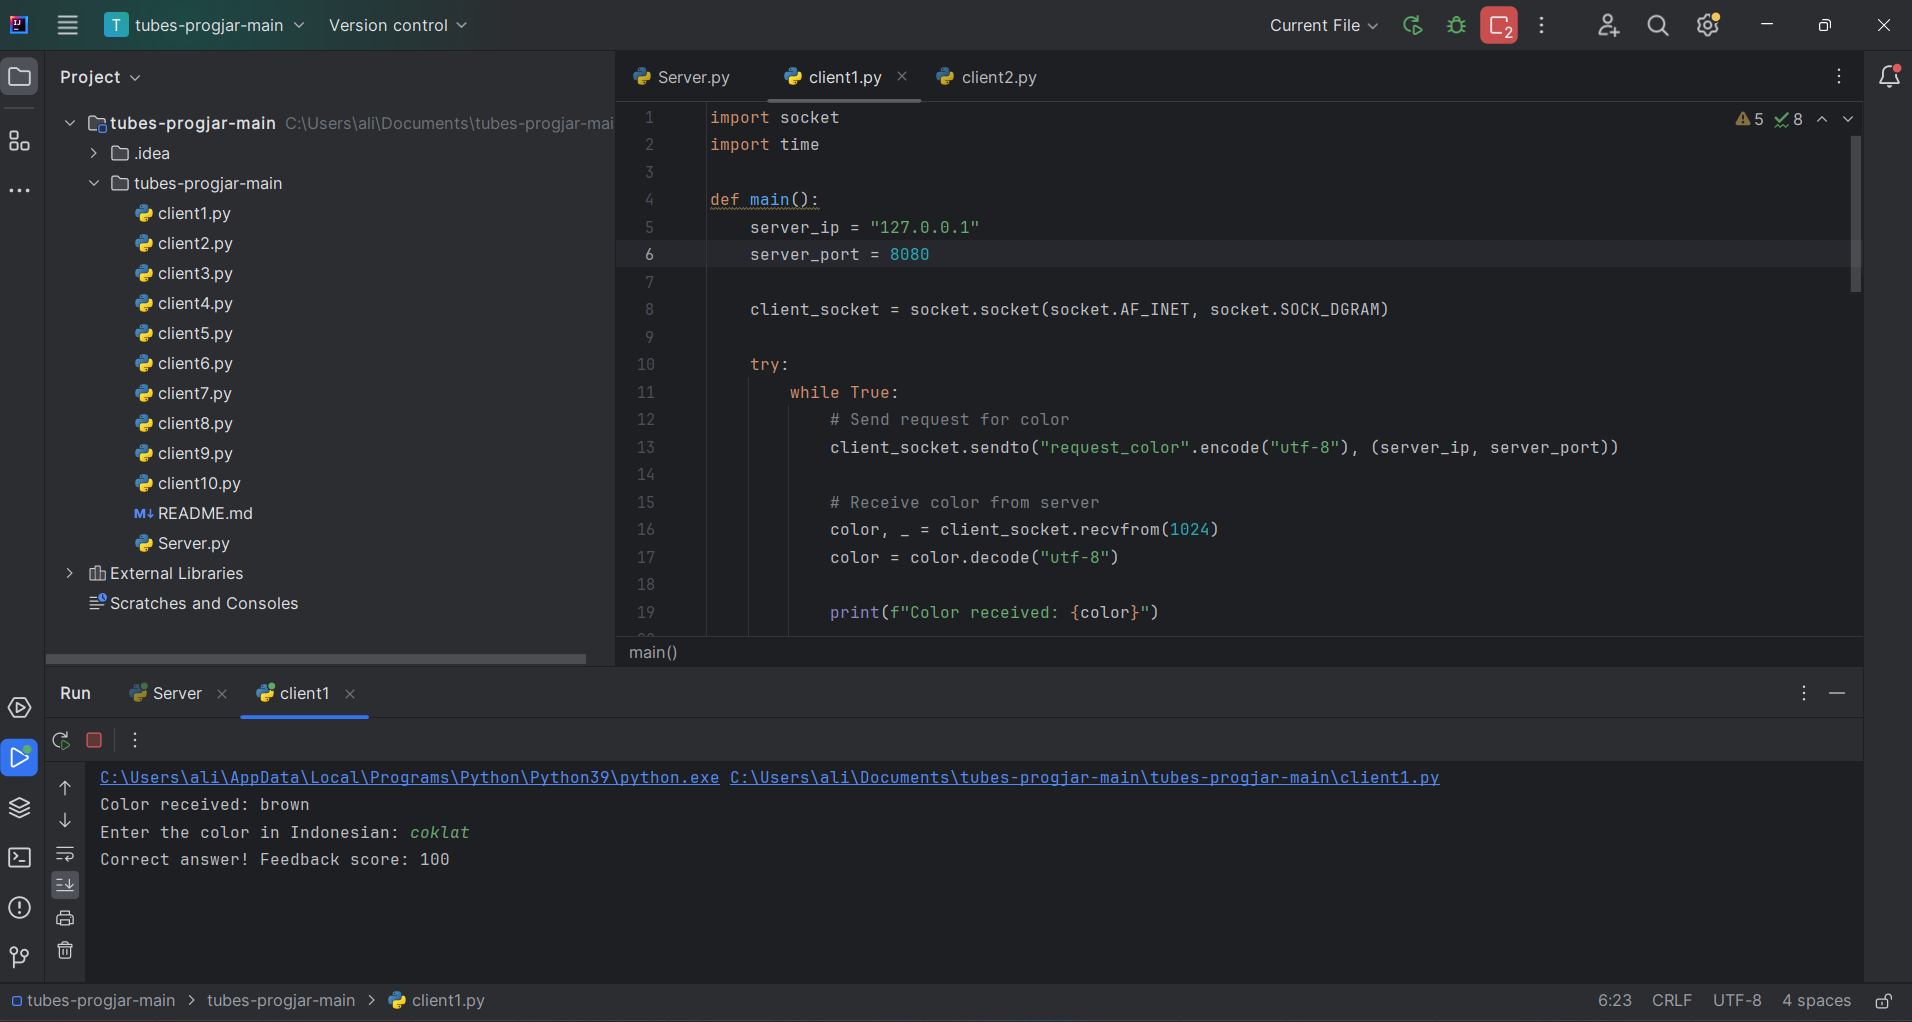 T tubes-progjar-main Version control Current File 2
Project
tubes-progjar-main C:\Users\ali\Documents\tubes-progjar-mai
.idea
tubes-progjar-main
client1.py
client2.py
client3.py
client4.py
client5.py
client6.py
client7.py
client8.py
client9.py
client10.py
M↓ README.md
Server.py
External Libraries
Scratches and Consoles
Server.py client1.py client2.py
5 8
1 import socket
2 import time
3
4 def main():
5 server_ip = "127.0.0.1"
6 server_port = 8080
7
8 client_socket = socket.socket(socket.AF_INET, socket.SOCK_DGRAM)
9
10 try:
11 while True:
12 # Send request for color
13 client_socket.sendto("request_color".encode("utf-8"), (server_ip, server_port))
14
15 # Receive color from server
16 color, _ = client_socket.recvfrom(1024)
17 color = color.decode("utf-8")
18
19 print(f"Color received: {color}")
main()
Run Server client1
C:\Users\ali\AppData\Local\Programs\Python\Python39\python.exe C:\Users\ali\Documents\tubes-progjar-main\tubes-progjar-main\client1.py
Color received: brown
Enter the color in Indonesian: coklat
Correct answer! Feedback score: 100
tubes-progjar-main > tubes-progjar-main > client1.py 6:23 CRLF UTF-8 4 spaces